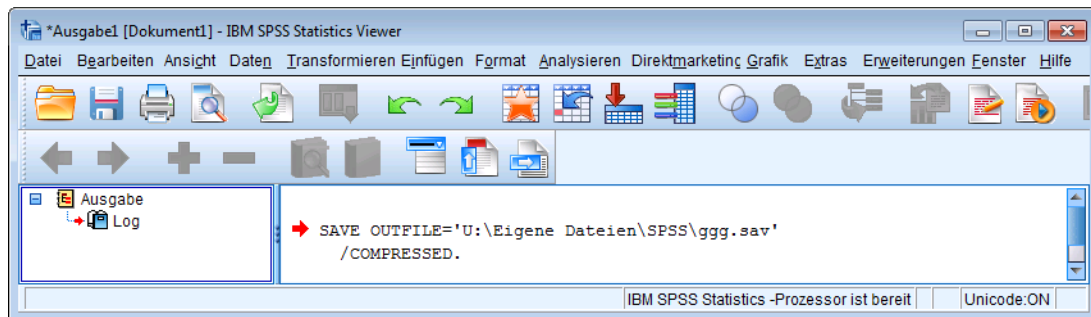 *Ausgabe1 [Dokument1] - IBM SPSS Statistics Viewer
Datei Bearbeiten Ansicht Daten Transformieren Einfügen Format Analysieren Direktmarketing Grafik Extras Erweiterungen Fenster Hilfe
Ausgabe
Log
SAVE OUTFILE='U:\Eigene Dateien\SPSS\ggg.sav'
/COMPRESSED.
IBM SPSS Statistics -Prozessor ist bereit Unicode:ON